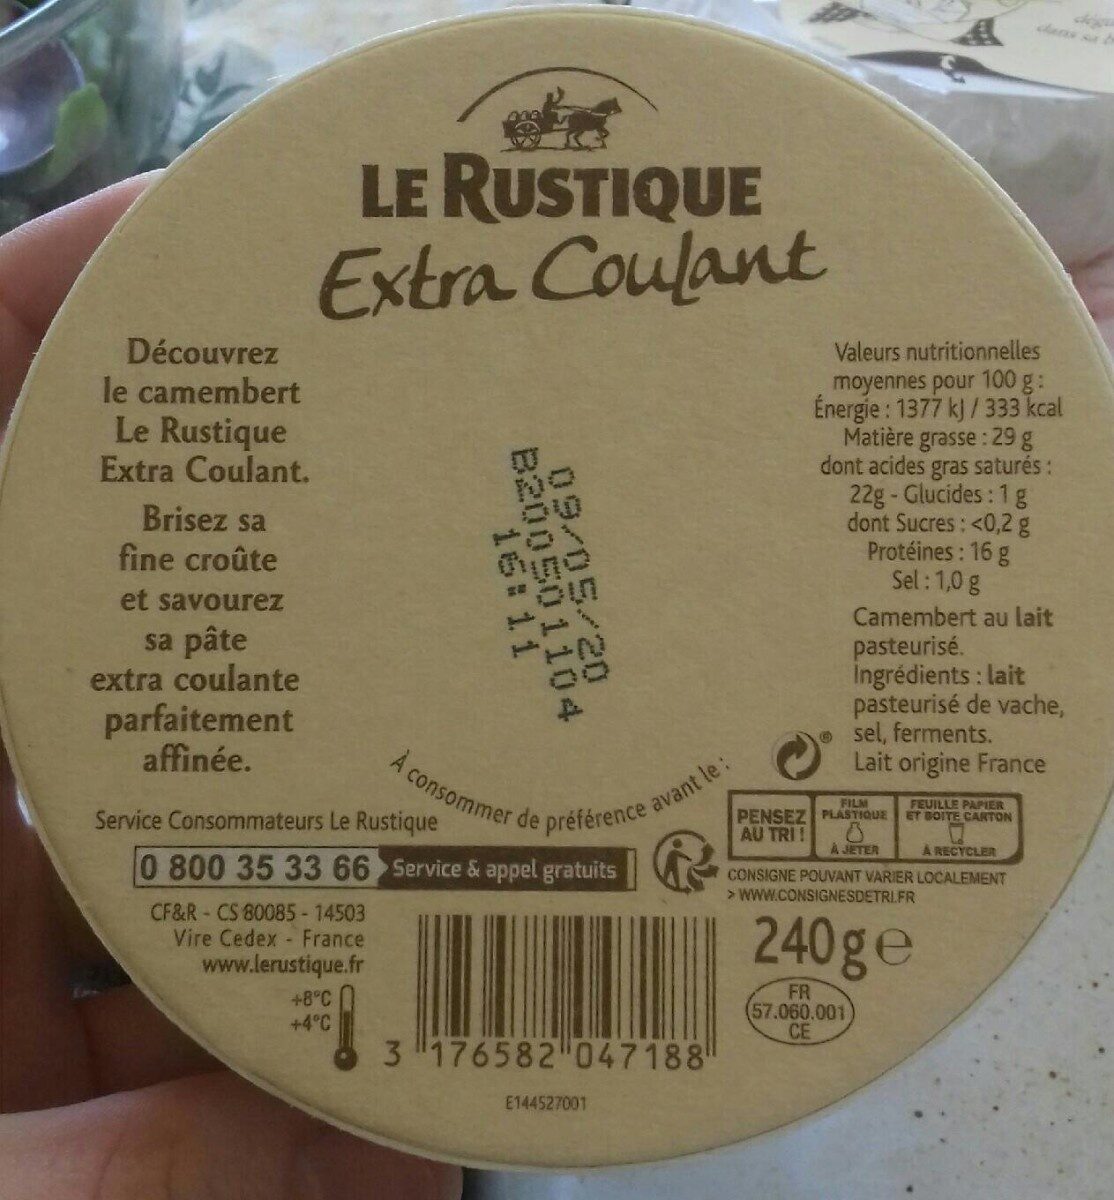 LE RUSTIQUE
Extra Coulant
Découvrez
le camembert
Le Rustique
Extra Coulant.
Brisez sa
fine croûte
et savourez
sa pâte
extra coulante
parfaitement
affinée.
09/05/20
B200501104
16:11
Valeurs nutritionnelles
moyennes pour 100 g :
Énergie : 1377 kJ / 333 kcal
Matière grasse : 29 g
dont acides gras saturés :
22g - Glucides : 1 g
dont Sucres : <0,2 g
Protéines : 16 g
Sel : 1,0 g
Camembert au lait
pasteurisé.
Ingrédients : lait
pasteurisé de vache,
sel, ferments.
Lait origine France
À consommer de préférence avant le :
Service Consommateurs Le Rustique
0 800 35 33 66 Service & appel gratuits
CF&R - CS 80085 - 14503
Vire Cedex - France
www.lerustique.fr
+8°C
+4°C
®
PENSEZ
AU TRI !
FILM
PLASTIQUE
À JETER
FEUILLE PAPIER
ET BOITE CARTON
À RECYCLER
CONSIGNE POUVANT VARIER LOCALEMENT
> WWW.CONSIGNESDETRI.FR
240 g e
FR
57.060.001
CE
3 176582 047188
E144527001
dans sa